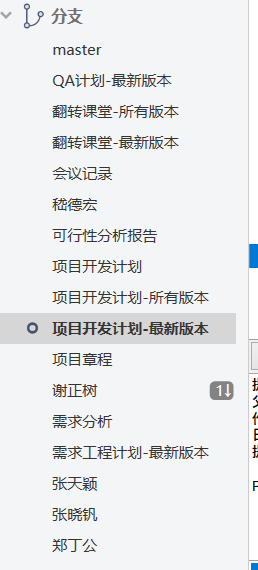 分支
master
QA计划-最新版本
翻转课堂-所有版本
翻转课堂-最新版本
会议记录
嵇德宏
可行性分析报告
项目开发计划
项目开发计划-所有版本
项目开发计划-最新版本
项目章程
谢正树 1↓
需求分析
需求工程计划-最新版本
张天颖
张晓钒
郑丁公